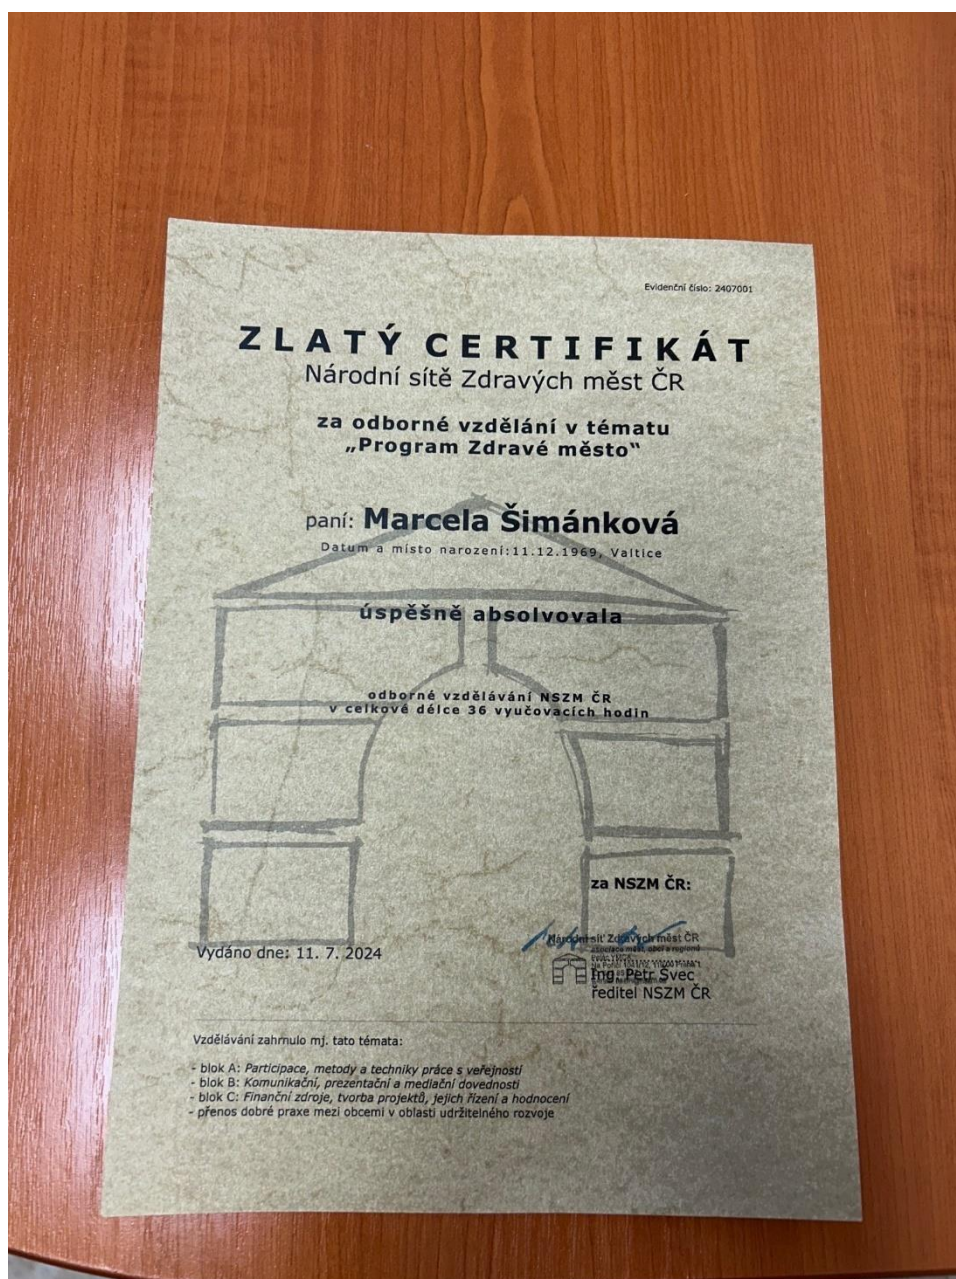 Evidenční číslo: 2407001
ZLATÝ CERTIFIKÁT
Národní sítě Zdravých měst ČR
za odborné vzdělání v tématu
„Program Zdravé město“
paní: Marcela Šimánková
Datum a místo narození:11.12.1969, Valtice
úspěšně absolvovala
odborné vzdělávání NSZM ČR
v celkové délce 36 vyučovacích hodin
za NSZM ČR:
Národní síť Zdravých měst ČR
asociace měst, obcí a regionů
Vydáno dne: 11. 7. 2024
Ing. Petr Švec
ředitel NSZM ČR
Vzdělávání zahrnulo mj. tato témata:
- blok A: Participace, metody a techniky práce s veřejností
- blok B: Komunikační, prezentační a mediační dovednosti
- blok C: Finanční zdroje, tvorba projektů, jejich řízení a hodnocení
- přenos dobré praxe mezi obcemi v oblasti udržitelného rozvoje